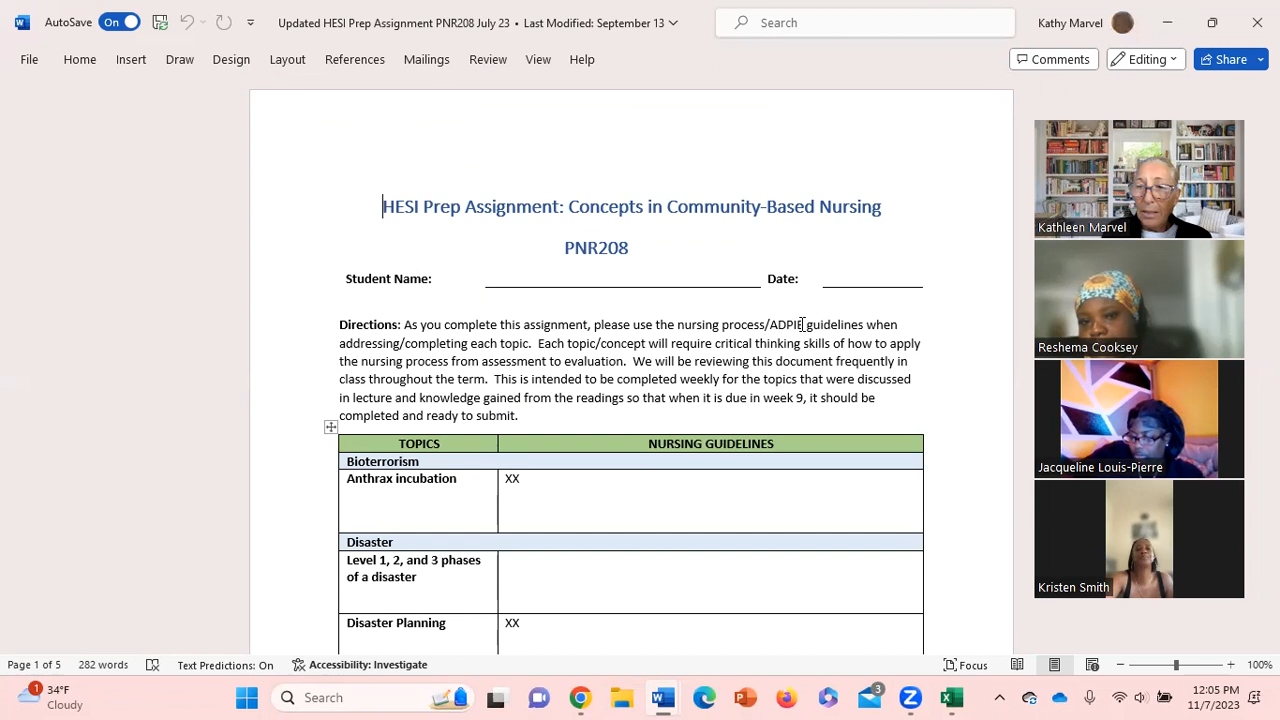 AutoSave On Updated HESI Prep Assignment PNR208 July 23 • Last Modified: September 13 Search Kathy Marvel
File Home Insert Draw Design Layout References Mailings Review View Help Comments Editing Share
HESI Prep Assignment: Concepts in Community-Based Nursing
PNR208
Student Name: Date:
Directions: As you complete this assignment, please use the nursing process/ADPIE guidelines when
addressing/completing each topic. Each topic/concept will require critical thinking skills of how to apply
the nursing process from assessment to evaluation. We will be reviewing this document frequently in
class throughout the term. This is intended to be completed weekly for the topics that were discussed
in lecture and knowledge gained from the readings so that when it is due in week 9, it should be
completed and ready to submit.
TOPICS NURSING GUIDELINES
Bioterrorism
Anthrax incubation XX
Disaster
Level 1, 2, and 3 phases
of a disaster
Disaster Planning XX
Kathleen Marvel
Reshema Cooksey
Jacqueline Louis-Pierre
Kristen Smith
Page 1 of 5 282 words Text Predictions: On Accessibility: Investigate Focus 100%
1 34°F
Cloudy
Search
3
12:05 PM
11/7/2023